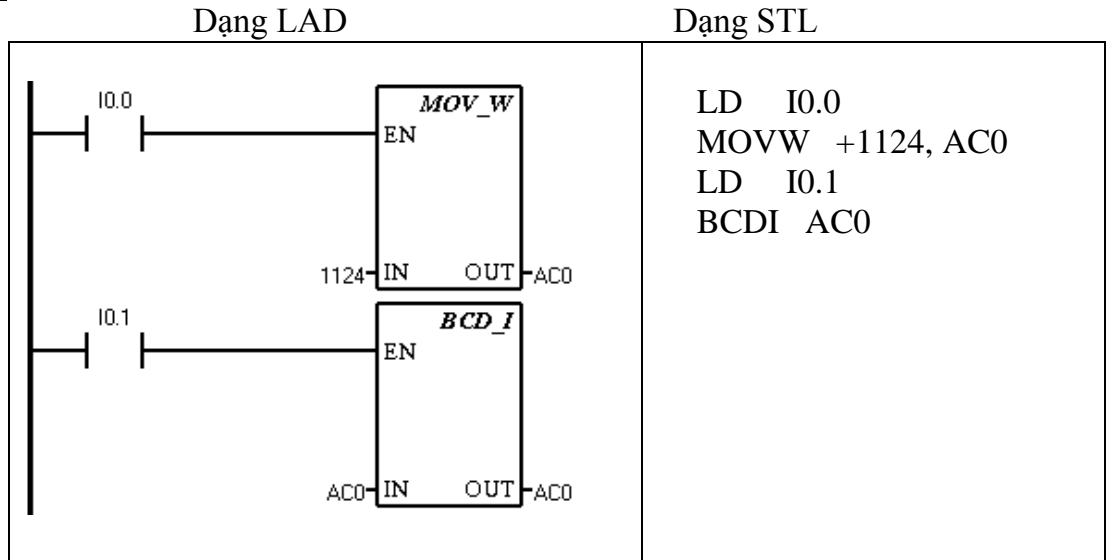 Dạng LAD Dạng STL
I0.0
MOV_W
EN
1124 IN OUT AC0
I0.1
BCD_I
EN
AC0 IN OUT AC0
LD I0.0
MOVW +1124, AC0
LD I0.1
BCDI AC0